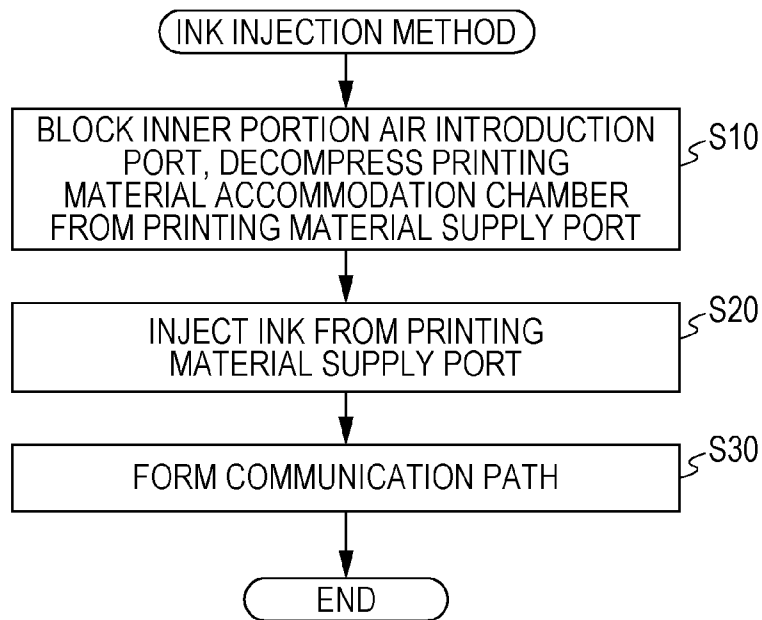 INK INJECTION METHOD
BLOCK INNER PORTION AIR INTRODUCTION
PORT, DECOMPRESS PRINTING
MATERIAL ACCOMMODATION CHAMBER
FROM PRINTING MATERIAL SUPPLY PORT
S10
INJECT INK FROM PRINTING
MATERIAL SUPPLY PORT
S20
FORM COMMUNICATION PATH
S30
END